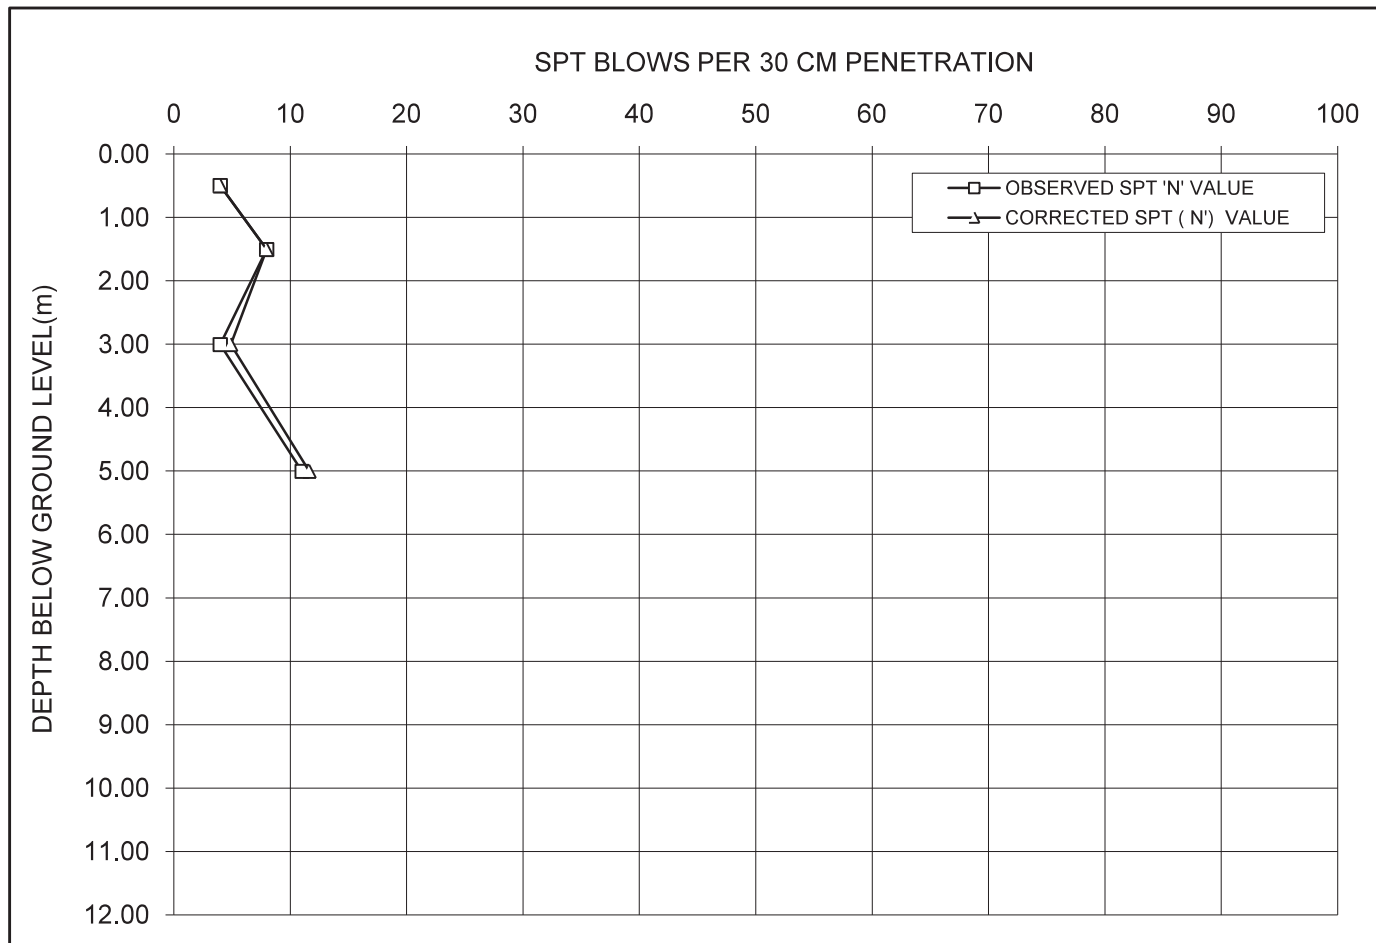 SPT BLOWS PER 30 CM PENETRATION
0 10 20 30 40 50 60 70 80 90 100
0.00
OBSERVED SPT 'N' VALUE
1.00
CORRECTED SPT ( N') VALUE
2.00
3.00
4.00
5.00
6.00
7.00
8.00
9.00
10.00
11.00
12.00
DEPTH BELOW GROUND LEVEL(m)